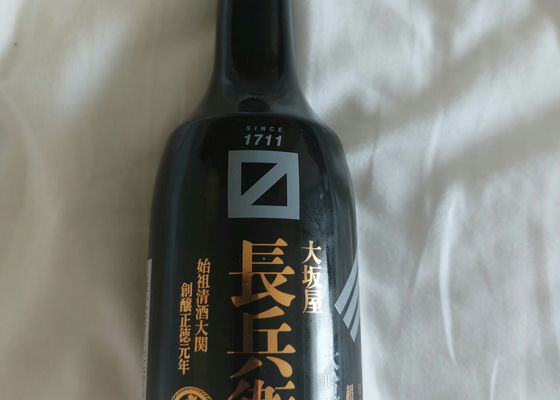 SINCE
1711
大坂屋
長兵衛
始祖清酒大関
創醸正徳元年